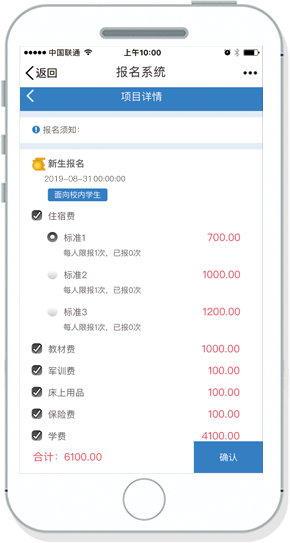 中国联通 上午10:00
返回 报名系统
项目详情
报名须知：
新生报名
2019-08-31 00:00:00
面向校内学生
住宿费
标准1 700.00
每人限报1次，已报0次
标准2 1000.00
每人限报1次，已报0次
标准3 1200.00
每人限报1次，已报0次
教材费 1000.00
军训费 100.00
床上用品 100.00
保险费 100.00
学费 4100.00
合计：6100.00 确认